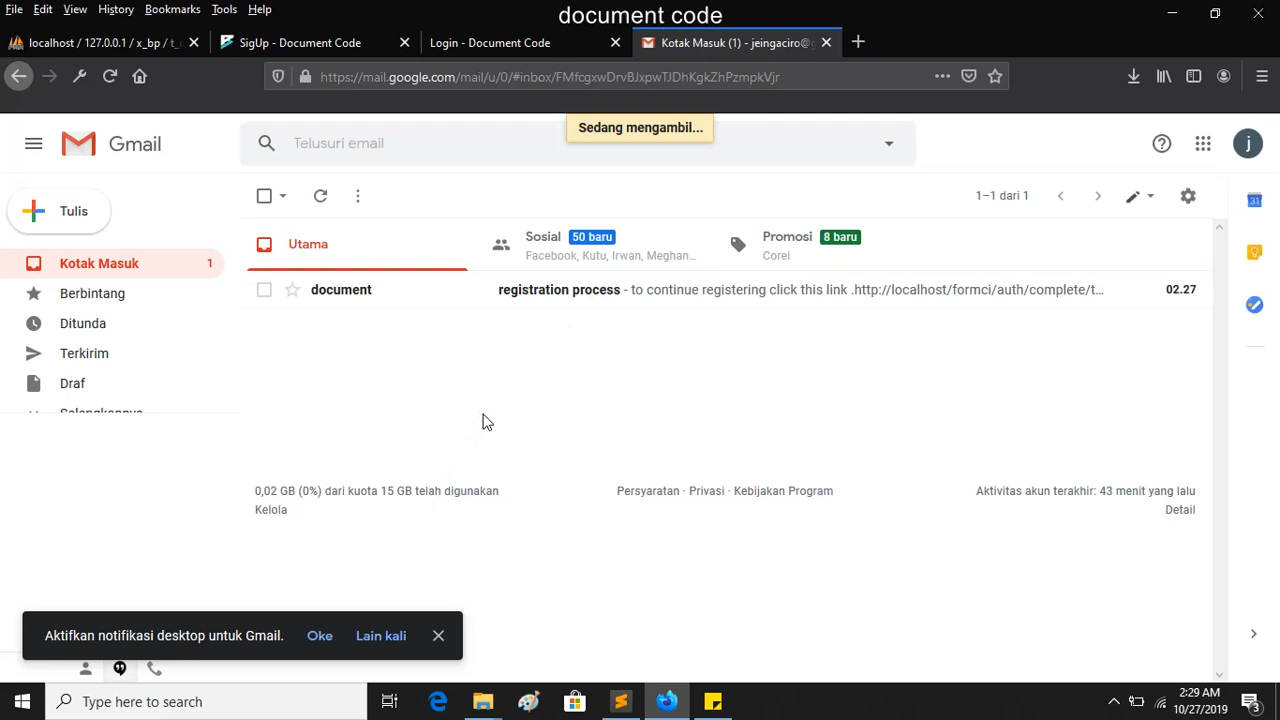 document code
File Edit View History Bookmarks Tools Help
localhost / 127.0.0.1 / x_bp / t_
SigUp - Document Code
Login - Document Code
Kotak Masuk (1) - jeingaciro@
https://mail.google.com/mail/u/0/#inbox/FMfcgxwDrvBJxpwTJDhKgkZhPzmpkVjr
Sedang mengambil...
Gmail
Telusuri email
j
Tulis
1–1 dari 1
Utama
Sosial 50 baru
Facebook, Kutu, Irwan, Meghan...
Promosi 8 baru
Corel
Kotak Masuk 1
document registration process - to continue registering click this link .http://localhost/formci/auth/complete/t... 02.27
Berbintang
Ditunda
Terkirim
Draf
Selengkapnya
0,02 GB (0%) dari kuota 15 GB telah digunakan
Kelola
Persyaratan · Privasi · Kebijakan Program
Aktivitas akun terakhir: 43 menit yang lalu
Detail
Aktifkan notifikasi desktop untuk Gmail. Oke Lain kali
Type here to search
2:29 AM
10/27/2019
3